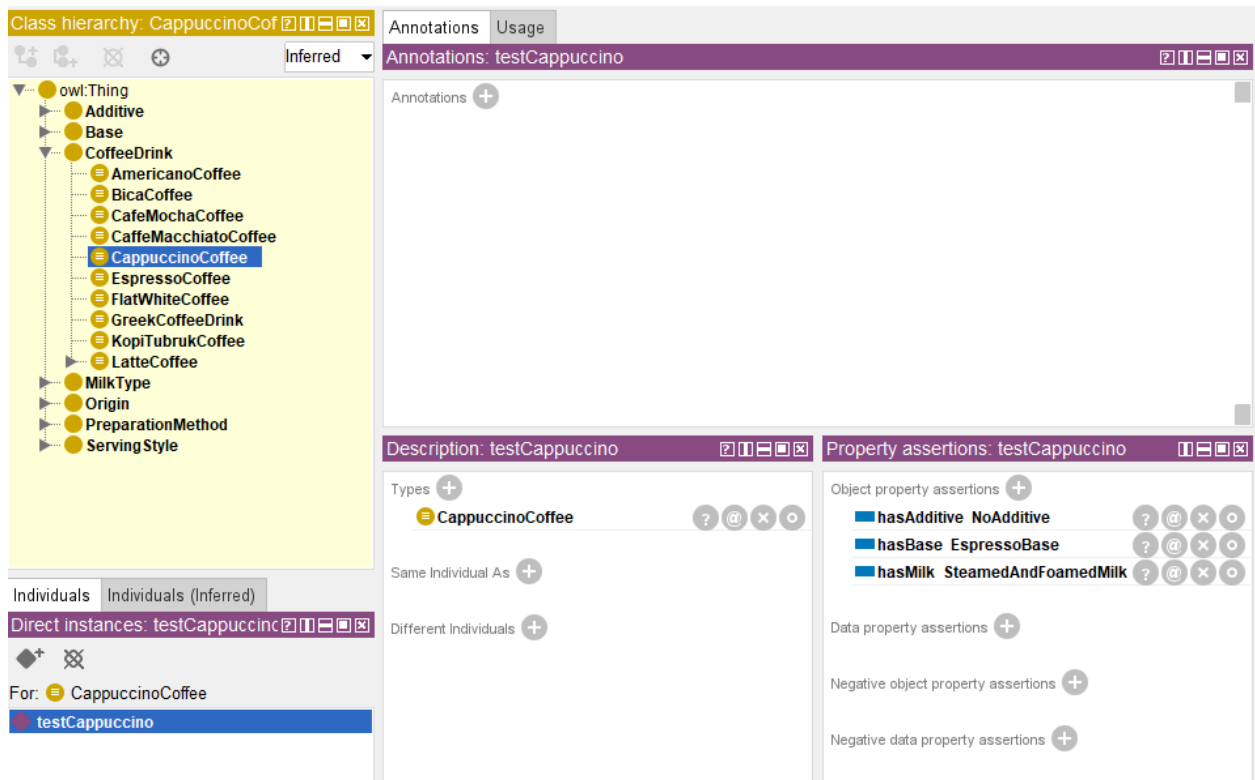 Class hierarchy: CappuccinoCof
Inferred
owl:Thing
Additive
Base
CoffeeDrink
AmericanoCoffee
BicaCoffee
CafeMochaCoffee
CaffeMacchiatoCoffee
CappuccinoCoffee
EspressoCoffee
FlatWhiteCoffee
GreekCoffeeDrink
KopiTubrukCoffee
LatteCoffee
MilkType
Origin
PreparationMethod
ServingStyle
Individuals Individuals (Inferred)
Direct instances: testCappuccino
For: CappuccinoCoffee
testCappuccino
Annotations Usage
Annotations: testCappuccino
Annotations
Description: testCappuccino
Types
CappuccinoCoffee
Same Individual As
Different Individuals
Property assertions: testCappuccino
Object property assertions
hasAdditive NoAdditive
hasBase EspressoBase
hasMilk SteamedAndFoamedMilk
Data property assertions
Negative object property assertions
Negative data property assertions